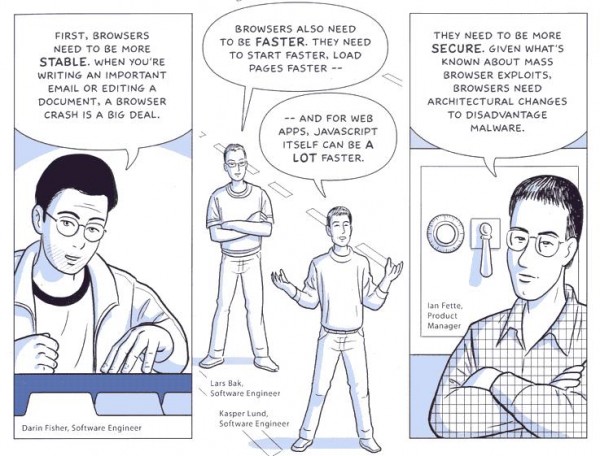 FIRST, BROWSERS
NEED TO BE MORE
STABLE. WHEN YOU'RE
WRITING AN IMPORTANT
EMAIL OR EDITING A
DOCUMENT, A BROWSER
CRASH IS A BIG DEAL.
Darin Fisher, Software Engineer
BROWSERS ALSO NEED
TO BE FASTER. THEY NEED
TO START FASTER, LOAD
PAGES FASTER --
-- AND FOR WEB
APPS, JAVASCRIPT
ITSELF CAN BE A
LOT FASTER.
Lars Bak,
Software Engineer
Kasper Lund,
Software Engineer
THEY NEED TO BE MORE
SECURE. GIVEN WHAT'S
KNOWN ABOUT MASS
BROWSER EXPLOITS,
BROWSERS NEED
ARCHITECTURAL CHANGES
TO DISADVANTAGE
MALWARE.
Ian Fette,
Product
Manager